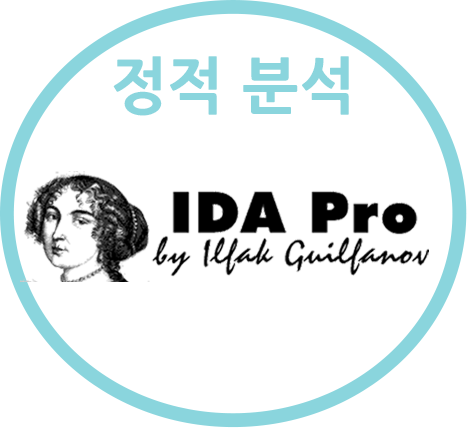 정적 분석
IDA Pro
by Ilfak Guilfanov